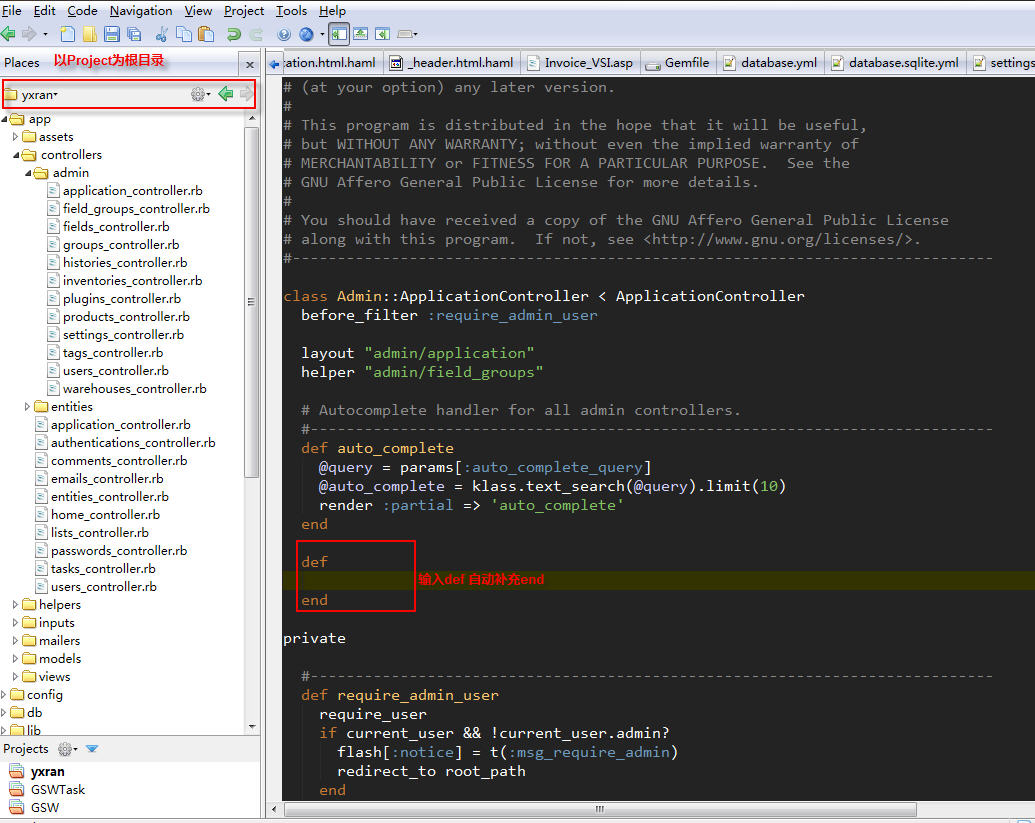 File Edit Code Navigation View Project Tools Help
Places 以Project为根目录
cation.html.haml _header.html.haml Invoice_VSI.asp Gemfile database.yml database.sqlite.yml settings
yxran
app
assets
controllers
admin
application_controller.rb
field_groups_controller.rb
fields_controller.rb
groups_controller.rb
histories_controller.rb
inventories_controller.rb
plugins_controller.rb
products_controller.rb
settings_controller.rb
tags_controller.rb
users_controller.rb
warehouses_controller.rb
entities
application_controller.rb
authentications_controller.rb
comments_controller.rb
emails_controller.rb
entities_controller.rb
home_controller.rb
lists_controller.rb
passwords_controller.rb
tasks_controller.rb
users_controller.rb
helpers
inputs
mailers
models
views
config
db
lib
Projects
yxran
GSWTask
GSW
# (at your option) any later version.
#
# This program is distributed in the hope that it will be useful,
# but WITHOUT ANY WARRANTY; without even the implied warranty of
# MERCHANTABILITY or FITNESS FOR A PARTICULAR PURPOSE.  See the
# GNU Affero General Public License for more details.
#
# You should have received a copy of the GNU Affero General Public License
# along with this program.  If not, see <http://www.gnu.org/licenses/>.
#------------------------------------------------------------------------------
class Admin::ApplicationController < ApplicationController
before_filter :require_admin_user
layout "admin/application"
helper "admin/field_groups"
# Autocomplete handler for all admin controllers.
#----------------------------------------------------------------------------
def auto_complete
@query = params[:auto_complete_query]
@auto_complete = klass.text_search(@query).limit(10)
render :partial => 'auto_complete'
end
def
输入def 自动补充end
end
private
#----------------------------------------------------------------------------
def require_admin_user
require_user
if current_user && !current_user.admin?
flash[:notice] = t(:msg_require_admin)
redirect_to root_path
end